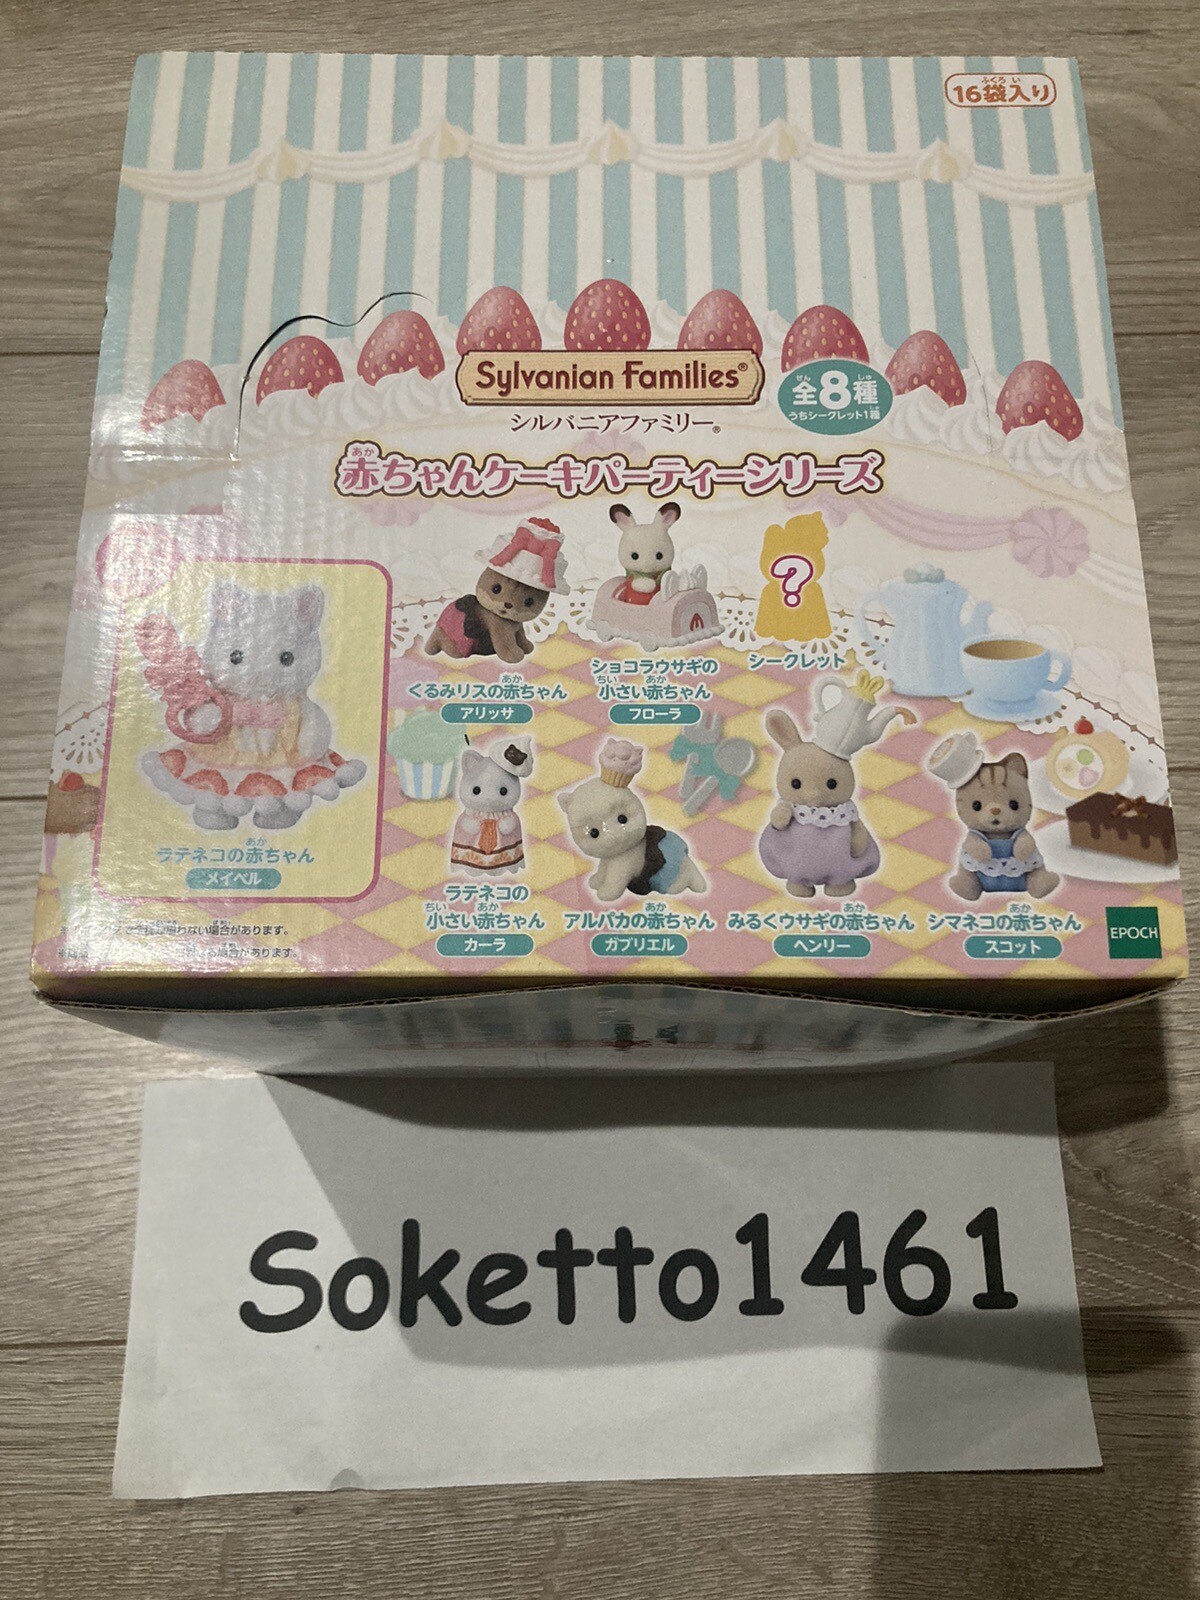 16袋入り
Sylvanian Families®
シルバニアファミリー®
全8種
うちシークレット1種
赤ちゃんケーキパーティーシリーズ
?
くるみリスの赤ちゃん
アリッサ
ショコラウサギの
小さい赤ちゃん
フローラ
シークレット
ラテネコの赤ちゃん
メイベル
ラテネコの
小さい赤ちゃん
カーラ
アルパカの赤ちゃん
ガブリエル
みるくウサギの赤ちゃん
ヘンリー
シマネコの赤ちゃん
スコット
EPOCH
Soketto1461